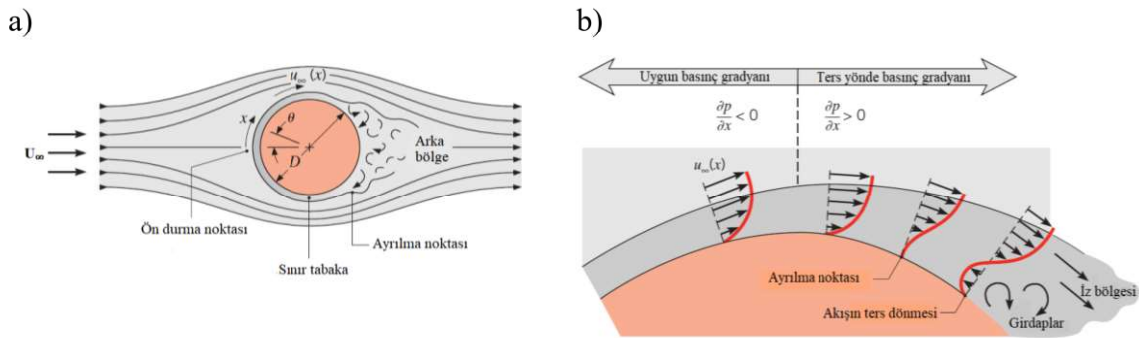 a)
u∞ (x)
x
θ
D
U∞
Arka
bölge
Ön durma noktası
Ayrılma noktası
Sınır tabaka
b)
Uygun basınç gradyanı
Ters yönde basınç gradyanı
∂p/∂x < 0
∂p/∂x > 0
u∞(x)
Ayrılma noktası
Akışın ters dönmesi
Girdaplar
İz bölgesi